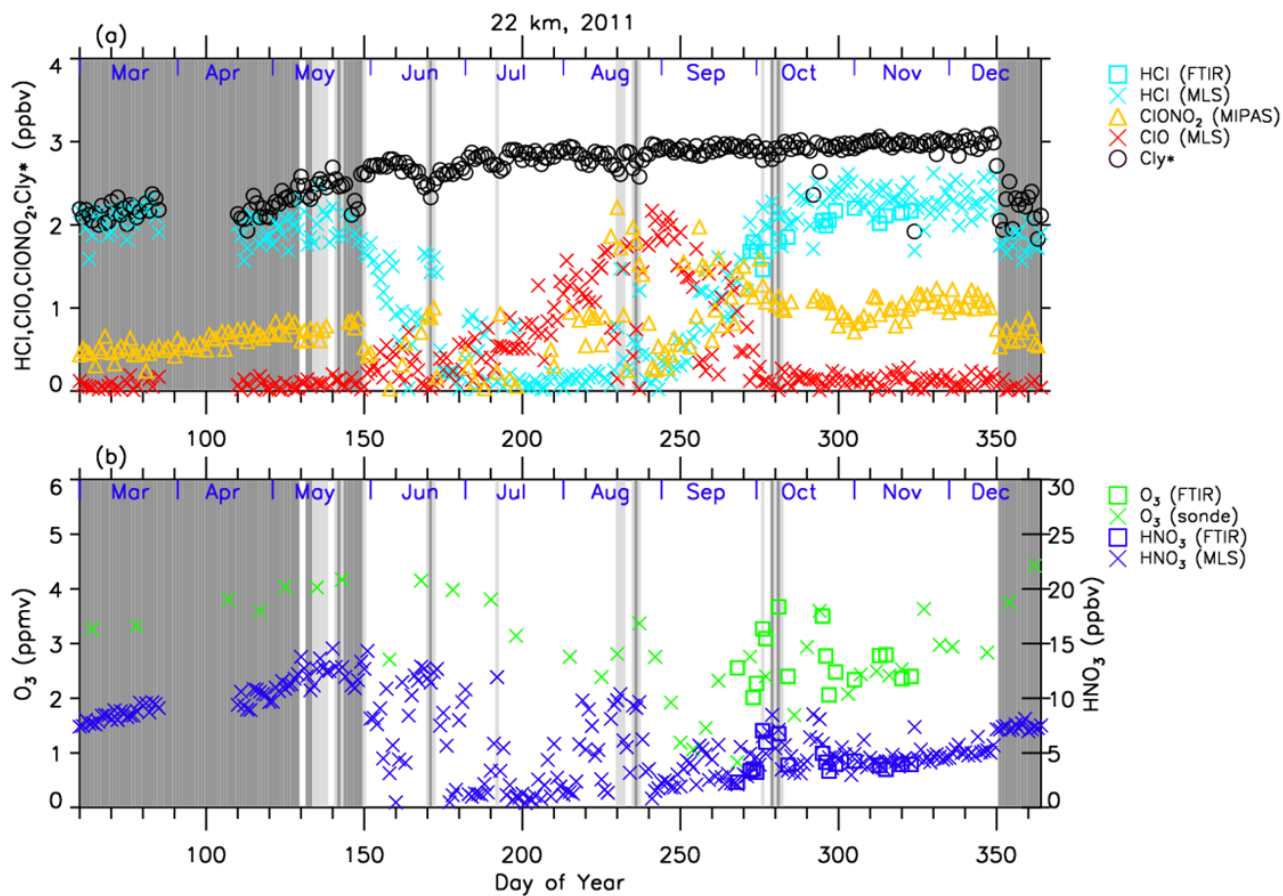 22 km, 2011
(a)
Mar Apr May Jun Jul Aug Sep Oct Nov Dec
HCl,ClO,ClONO₂,Cly* (ppbv)
4
3
2
1
0
100 150 200 250 300 350
HCl (FTIR)
HCl (MLS)
ClONO₂ (MIPAS)
ClO (MLS)
Cly*
(b)
Mar Apr May Jun Jul Aug Sep Oct Nov Dec
O₃ (ppmv)
6
5
4
3
2
1
0
30
25
20
15
10
5
0
HNO₃ (ppbv)
100 150 200 250 300 350
Day of Year
O₃ (FTIR)
O₃ (sonde)
HNO₃ (FTIR)
HNO₃ (MLS)